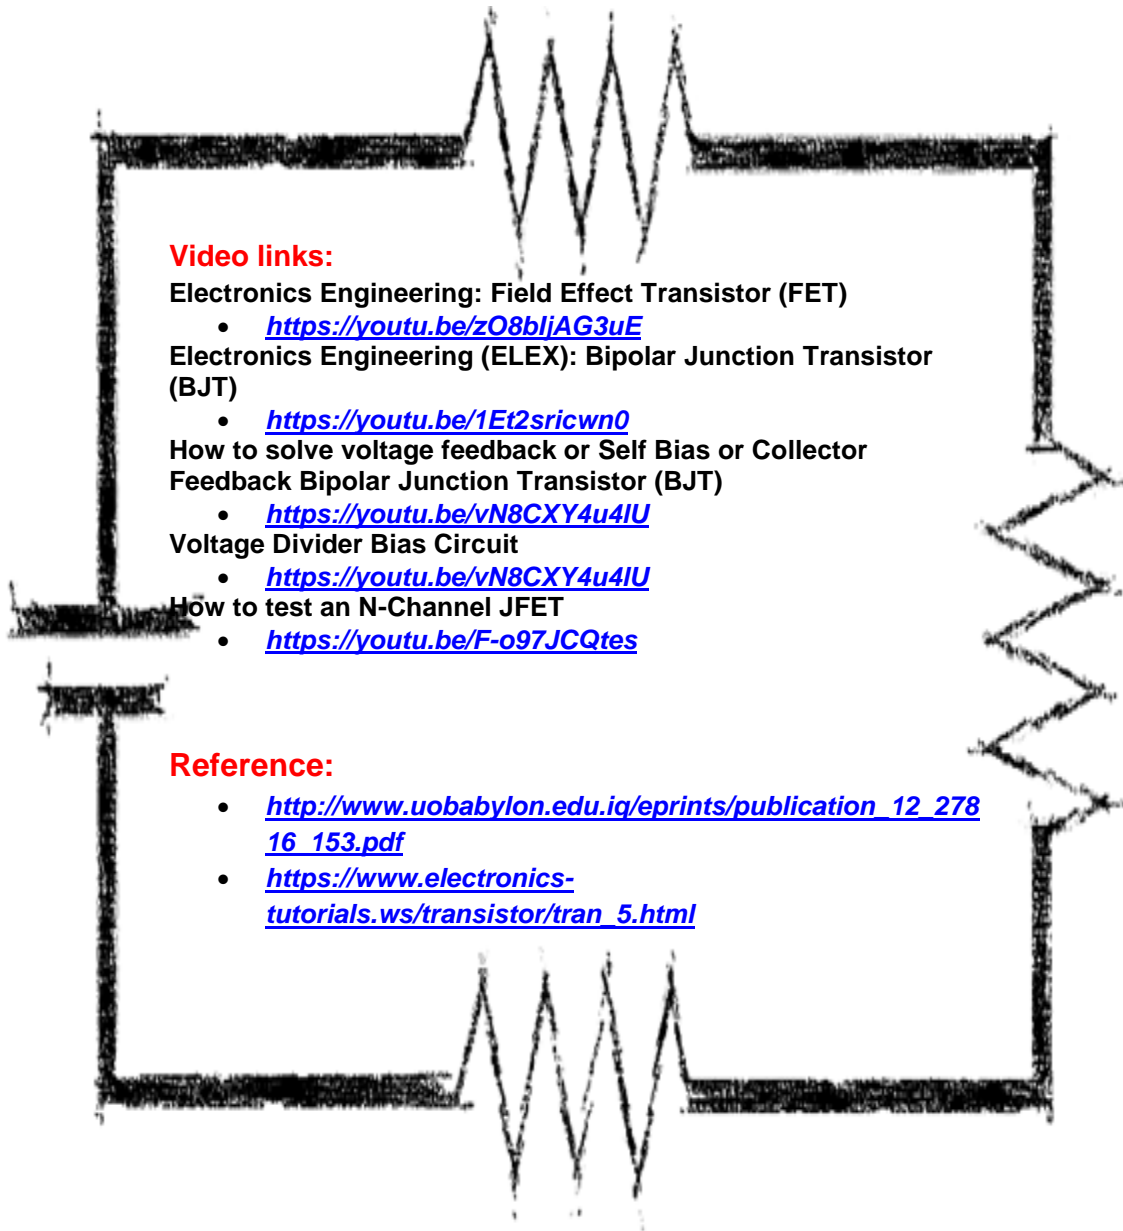 Video links:
Electronics Engineering: Field Effect Transistor (FET)
• https://youtu.be/zO8bIjAG3uE
Electronics Engineering (ELEX): Bipolar Junction Transistor
(BJT)
• https://youtu.be/1Et2sricwn0
How to solve voltage feedback or Self Bias or Collector
Feedback Bipolar Junction Transistor (BJT)
• https://youtu.be/vN8CXY4u4lU
Voltage Divider Bias Circuit
• https://youtu.be/vN8CXY4u4lU
How to test an N-Channel JFET
• https://youtu.be/F-o97JCQtes
Reference:
• http://www.uobabylon.edu.iq/eprints/publication_12_278
16_153.pdf
• https://www.electronics-
tutorials.ws/transistor/tran_5.html